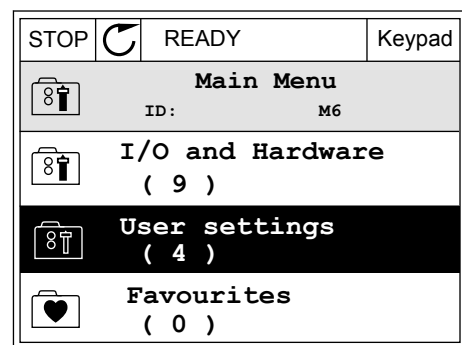 STOP READY Keypad
Main Menu
ID: M6
I/O and Hardware
( 9 )
User settings
( 4 )
Favourites
( 0 )